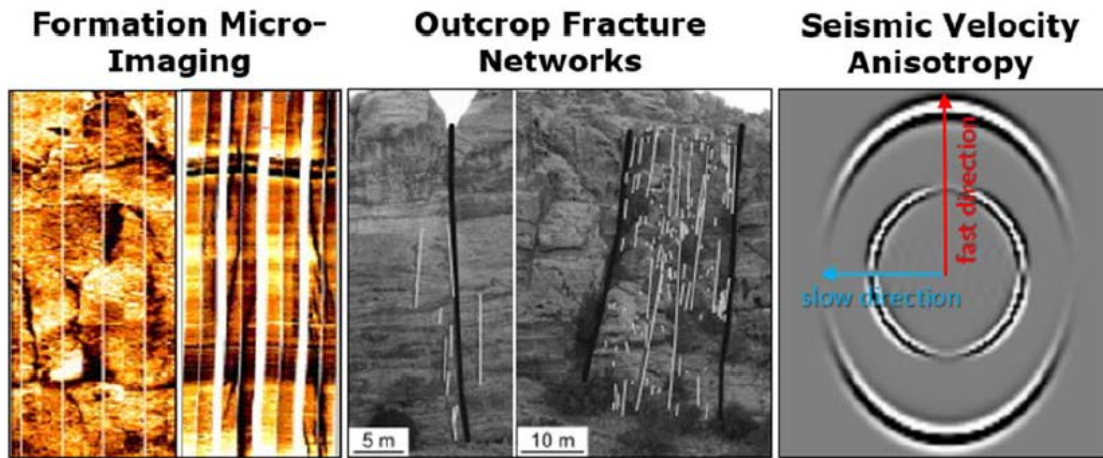 Formation Micro-
Imaging
Outcrop Fracture
Networks
Seismic Velocity
Anisotropy
5 m
10 m
fast direction
slow direction